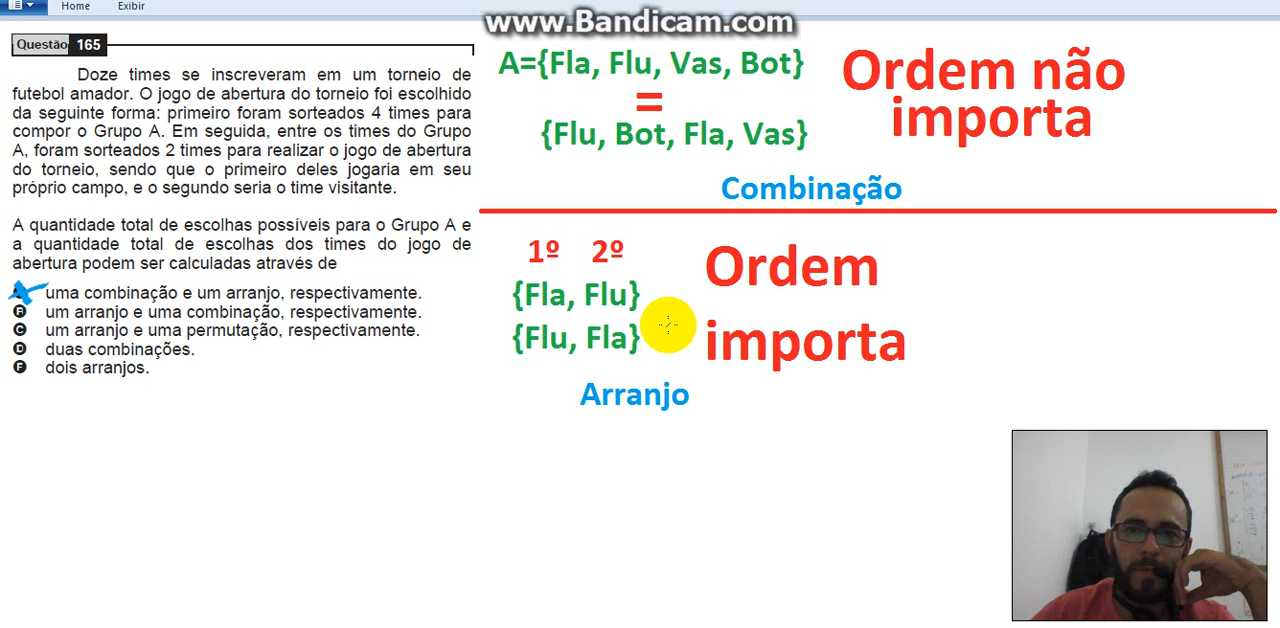 Home Exibir
www.Bandicam.com
Questão 165
Doze times se inscreveram em um torneio de
futebol amador. O jogo de abertura do torneio foi escolhido
da seguinte forma: primeiro foram sorteados 4 times para
compor o Grupo A. Em seguida, entre os times do Grupo
A, foram sorteados 2 times para realizar o jogo de abertura
do torneio, sendo que o primeiro deles jogaria em seu
próprio campo, e o segundo seria o time visitante.
A quantidade total de escolhas possíveis para o Grupo A e
a quantidade total de escolhas dos times do jogo de
abertura podem ser calculadas através de
uma combinação e um arranjo, respectivamente.
B um arranjo e uma combinação, respectivamente.
C um arranjo e uma permutação, respectivamente.
D duas combinações.
E dois arranjos.
A={Fla, Flu, Vas, Bot}
=
{Flu, Bot, Fla, Vas}
Ordem não
importa
Combinação
1º 2º
{Fla, Flu}
{Flu, Fla}
Ordem
importa
Arranjo